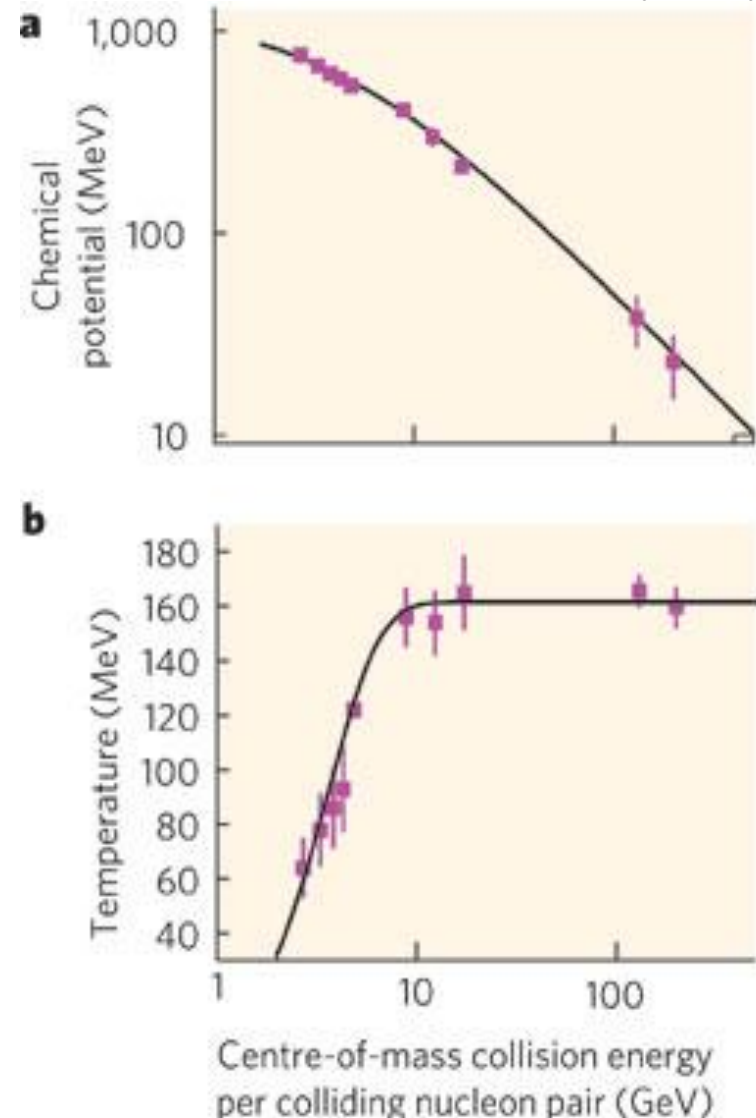 a
1,000
100
10
Chemical
potential (MeV)
b
180
160
140
120
100
80
60
40
Temperature (MeV)
1 10 100
Centre-of-mass collision energy
per colliding nucleon pair (GeV)